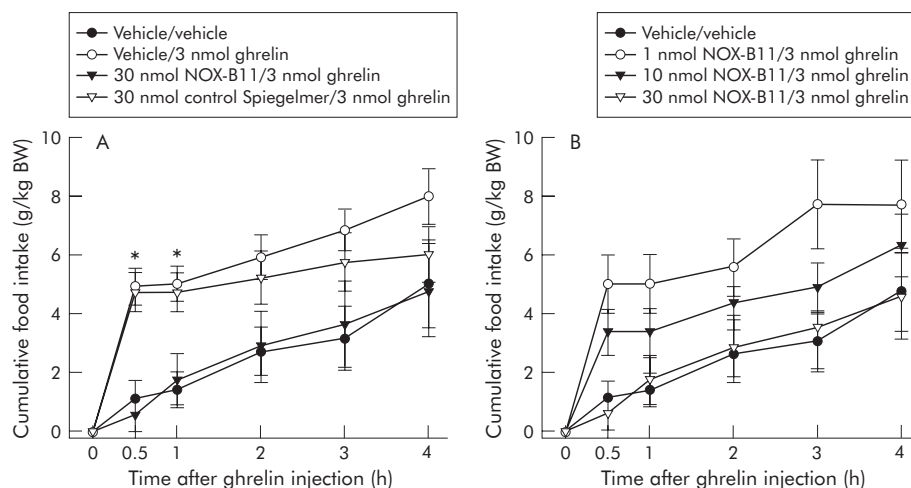 Vehicle/vehicle
Vehicle/3 nmol ghrelin
30 nmol NOX-B11/3 nmol ghrelin
30 nmol control Spiegelmer/3 nmol ghrelin
A
Cumulative food intake (g/kg BW)
10
8
6
4
2
0
* *
0 0.5 1 2 3 4
Time after ghrelin injection (h)
Vehicle/vehicle
1 nmol NOX-B11/3 nmol ghrelin
10 nmol NOX-B11/3 nmol ghrelin
30 nmol NOX-B11/3 nmol ghrelin
B
Cumulative food intake (g/kg BW)
10
8
6
4
2
0
0 0.5 1 2 3 4
Time after ghrelin injection (h)